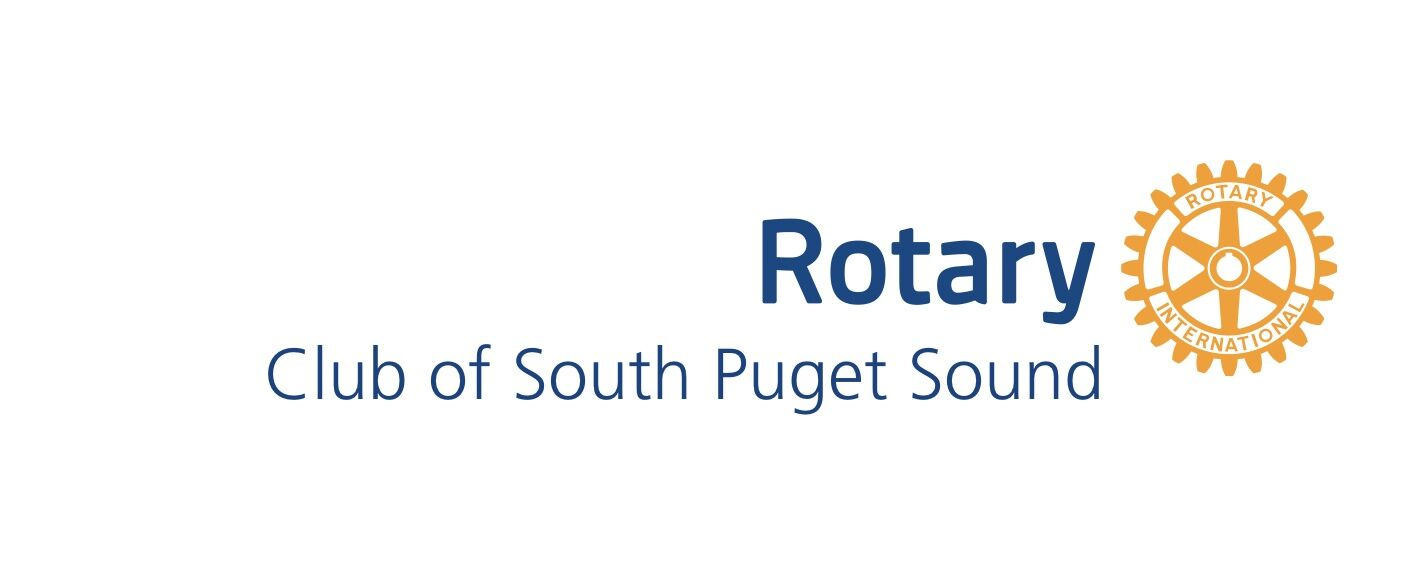 Rotary
Club of South Puget Sound
ROTARY
INTERNATIONAL